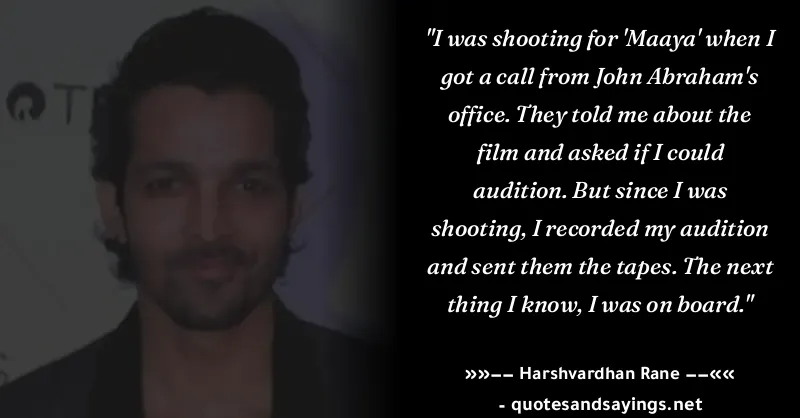 OT
"I was shooting for 'Maaya' when I
got a call from John Abraham's
office. They told me about the
film and asked if I could
audition. But since I was
shooting, I recorded my audition
and sent them the tapes. The next
thing I know, I was on board."
»»−− Harshvardhan Rane −−««
- quotesandsayings.net